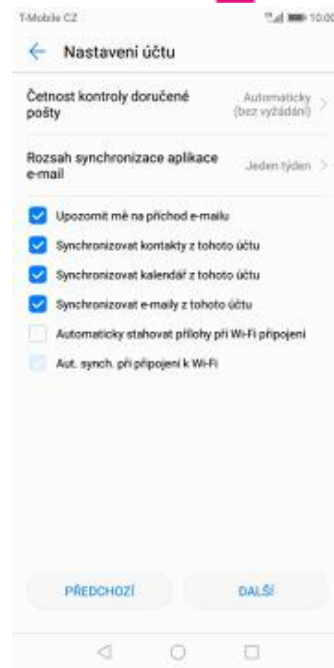 T-Mobile CZ 10:00
Nastavení účtu
Četnost kontroly doručené
pošty
Automaticky
(bez vyžádání)
Rozsah synchronizace aplikace
e-mail
Jeden týden
Upozornit mě na příchod e-mailu
Synchronizovat kontakty z tohoto účtu
Synchronizovat kalendář z tohoto účtu
Synchronizovat e-maily z tohoto účtu
Automaticky stahovat přílohy při Wi-Fi připojení
Aut. synch. při připojení k Wi-Fi
PŘEDCHOZÍ
DALŠÍ